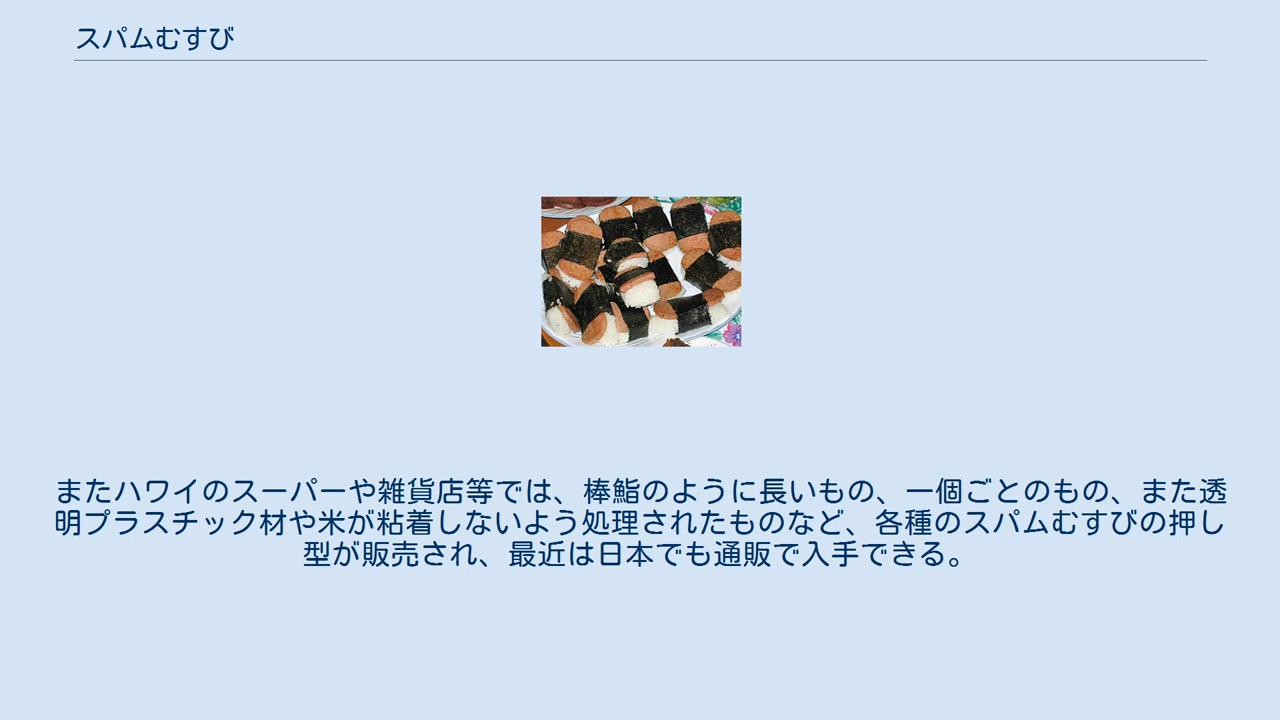 スパムむすび
またハワイのスーパーや雑貨店等では、棒鮨のように長いもの、一個ごとのもの、また透
明プラスチック材や米が粘着しないよう処理されたものなど、各種のスパムむすびの押し
型が販売され、最近は日本でも通販で入手できる。